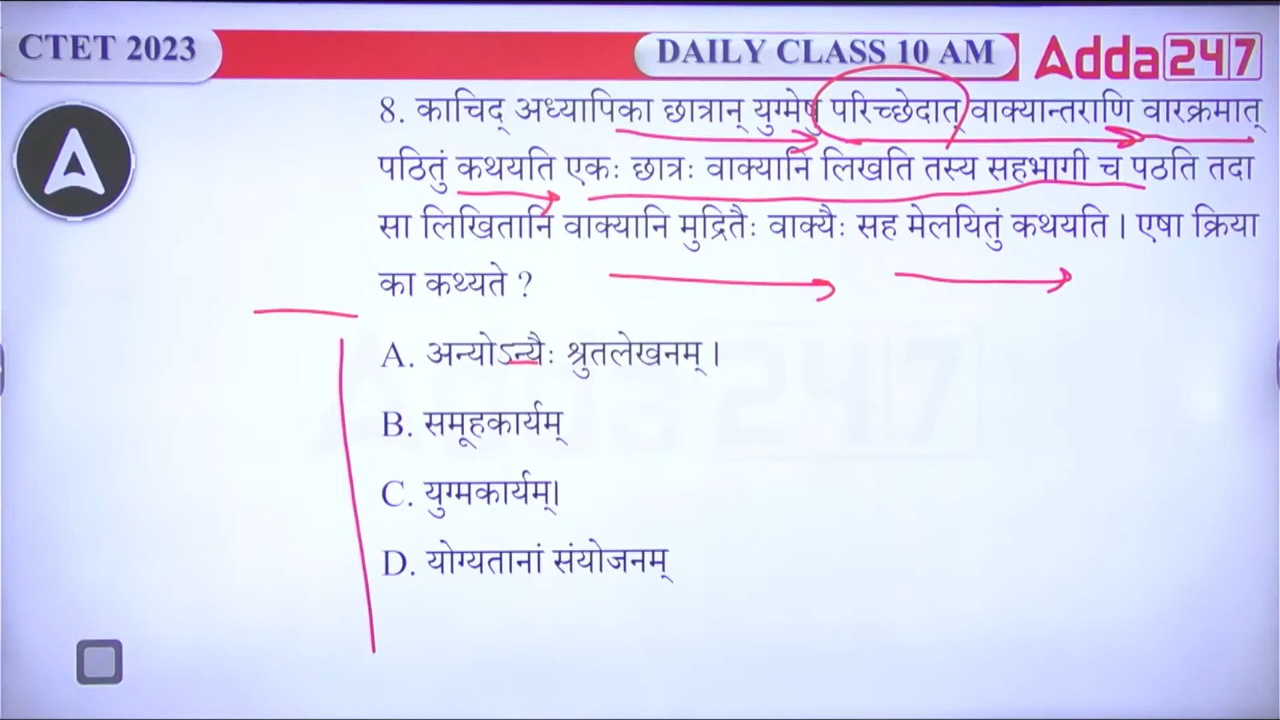 CTET 2023
DAILY CLASS 10 AM
Adda247
8. काचिद् अध्यापिका छात्रान् युग्मेषु परिच्छेदात् वाक्यान्तराणि वारक्रमात्
पठितुं कथयति एकः छात्रः वाक्यानि लिखति तस्य सहभागी च पठति तदा
सा लिखितानि वाक्यानि मुद्रितैः वाक्यैः सह मेलयितुं कथयति । एषा क्रिया
का कथ्यते ?
A. अन्योऽन्यैः श्रुतलेखनम् ।
B. समूहकार्यम्
C. युग्मकार्यम्।
D. योग्यतानां संयोजनम्